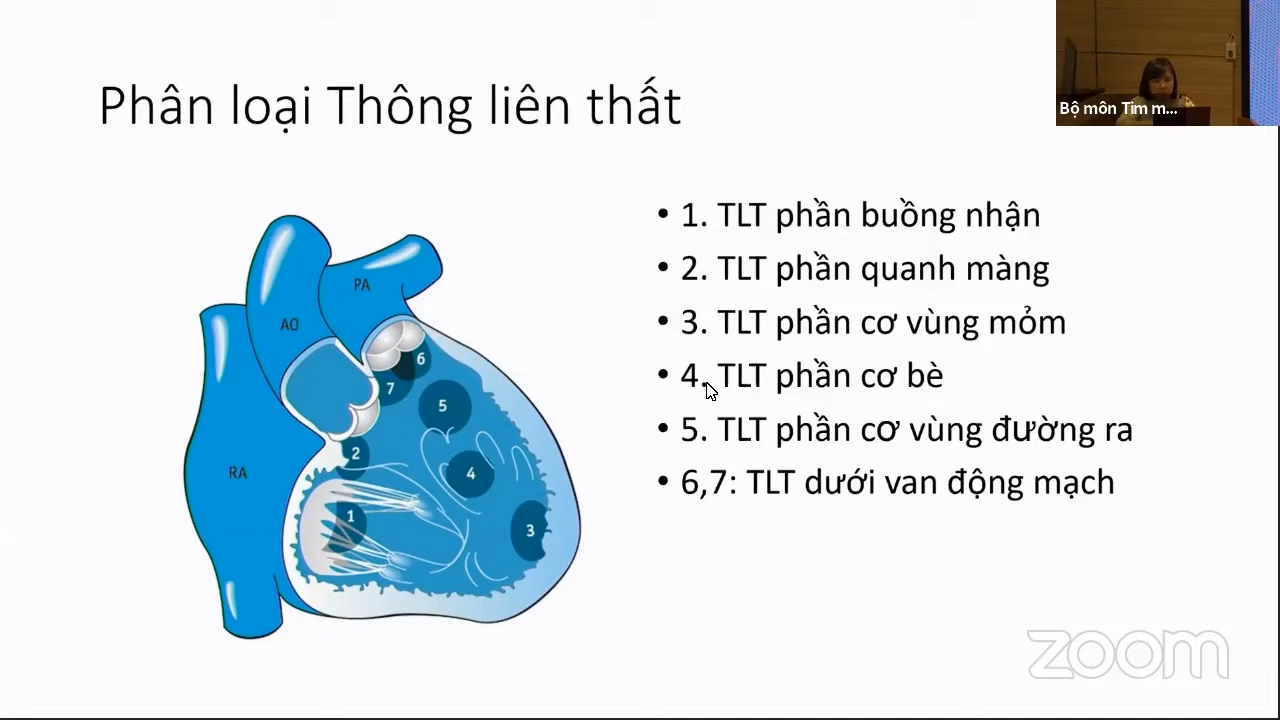 Phân loại Thông liên thất
Bộ môn Tim m...
• 1. TLT phần buồng nhận
• 2. TLT phần quanh màng
• 3. TLT phần cơ vùng mỏm
• 4. TLT phần cơ bè
• 5. TLT phần cơ vùng đường ra
• 6,7: TLT dưới van động mạch
PA
AO
6
7
5
2
4
RA
1
3
zoom